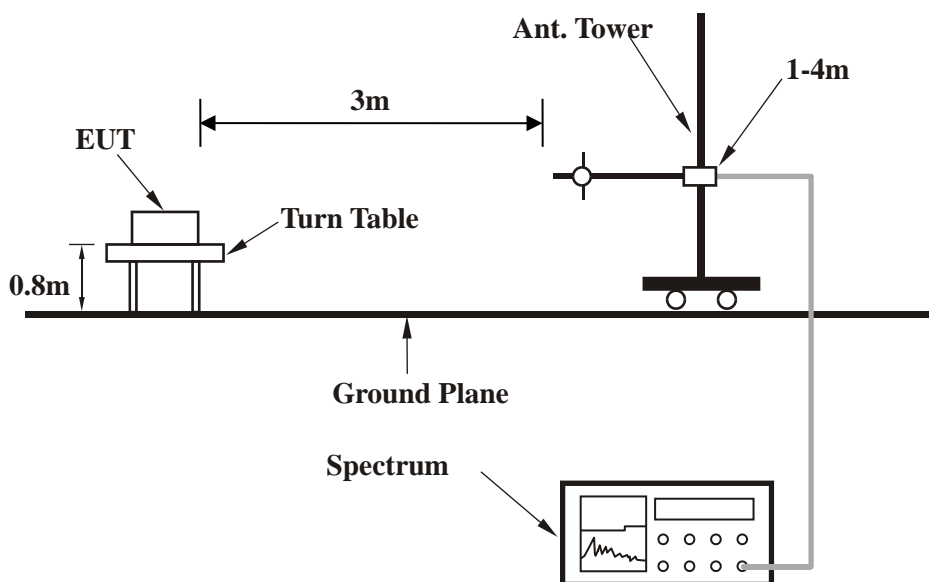 Ant. Tower
1-4m
3m
EUT
Turn Table
0.8m
Ground Plane
Spectrum